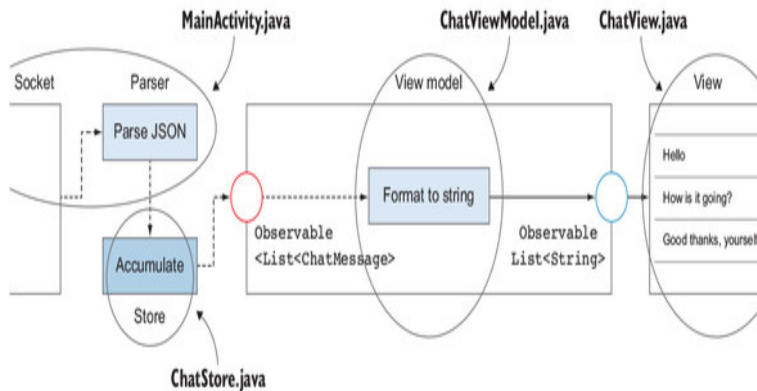 MainActivity.java
ChatViewModel.java
ChatView.java
Socket
Parser
View model
View
Parse JSON
Hello
Format to string
How is it going?
Observable
<List<ChatMessage>
Observable
List<String>
Good thanks, yourself
Accumulate
Store
ChatStore.java